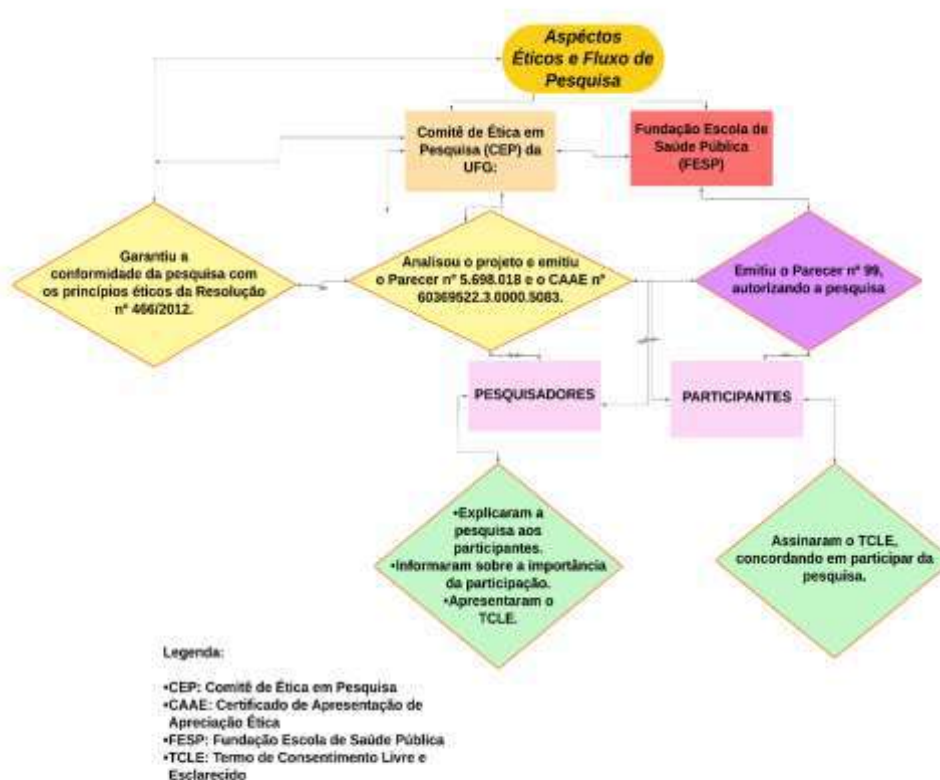 Aspéctos
Éticos e Fluxo de
Pesquisa
Comitê de Ética em
Pesquisa (CEP) da
UFG:
Fundação Escola de
Saúde Pública
(FESP)
Garantiu a
conformidade da pesquisa com
os princípios éticos da Resolução
nº 466/2012.
Analisou o projeto e emitiu
o Parecer nº 5.698.018 e o CAAE nº
60369522.3.0000.5083.
Emitiu o Parecer nº 99,
autorizando a pesquisa
PESQUISADORES
PARTICIPANTES
•Explicaram a
pesquisa aos
participantes.
•Informaram sobre a importância
da participação.
•Apresentaram o
TCLE.
Assinaram o TCLE,
concordando em participar da
pesquisa.
Legenda:
•CEP: Comitê de Ética em Pesquisa
•CAAE: Certificado de Apresentação de
Apreciação Ética
•FESP: Fundação Escola de Saúde Pública
•TCLE: Termo de Consentimento Livre e
Esclarecido